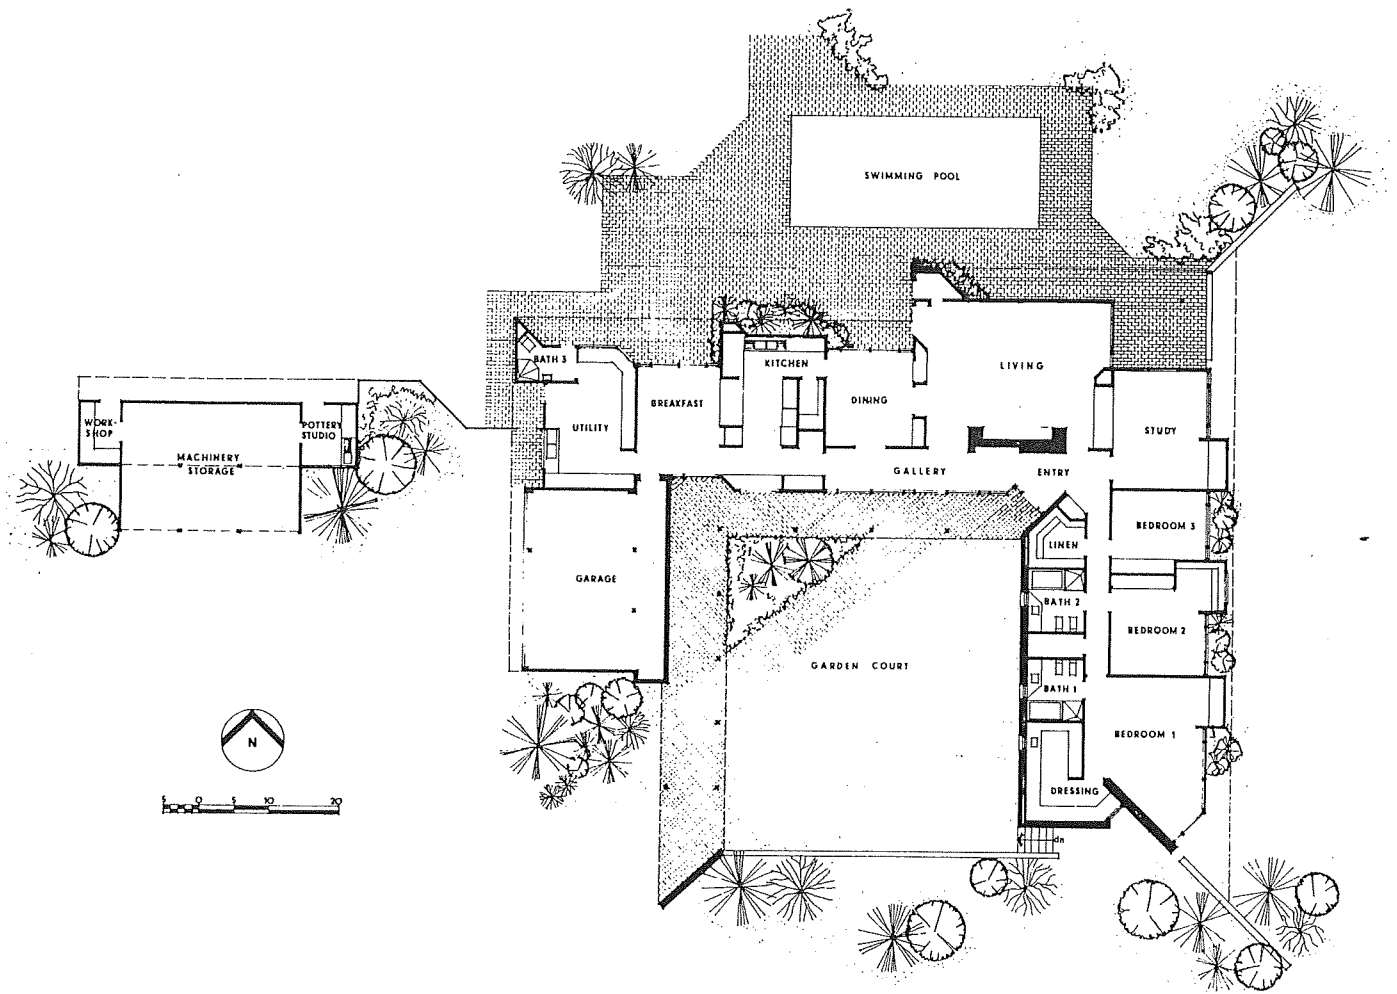 SWIMMING POOL
BATH 3
KITCHEN
LIVING
BREAKFAST
DINING
UTILITY
STUDY
WORK-
SHOP
POTTERY
STUDIO
MACHINERY
STORAGE
GALLERY
ENTRY
BEDROOM 3
LINEN
GARAGE
BATH 2
BEDROOM 2
GARDEN COURT
BATH 1
BEDROOM 1
DRESSING
dn
N
5 0 5 10 20